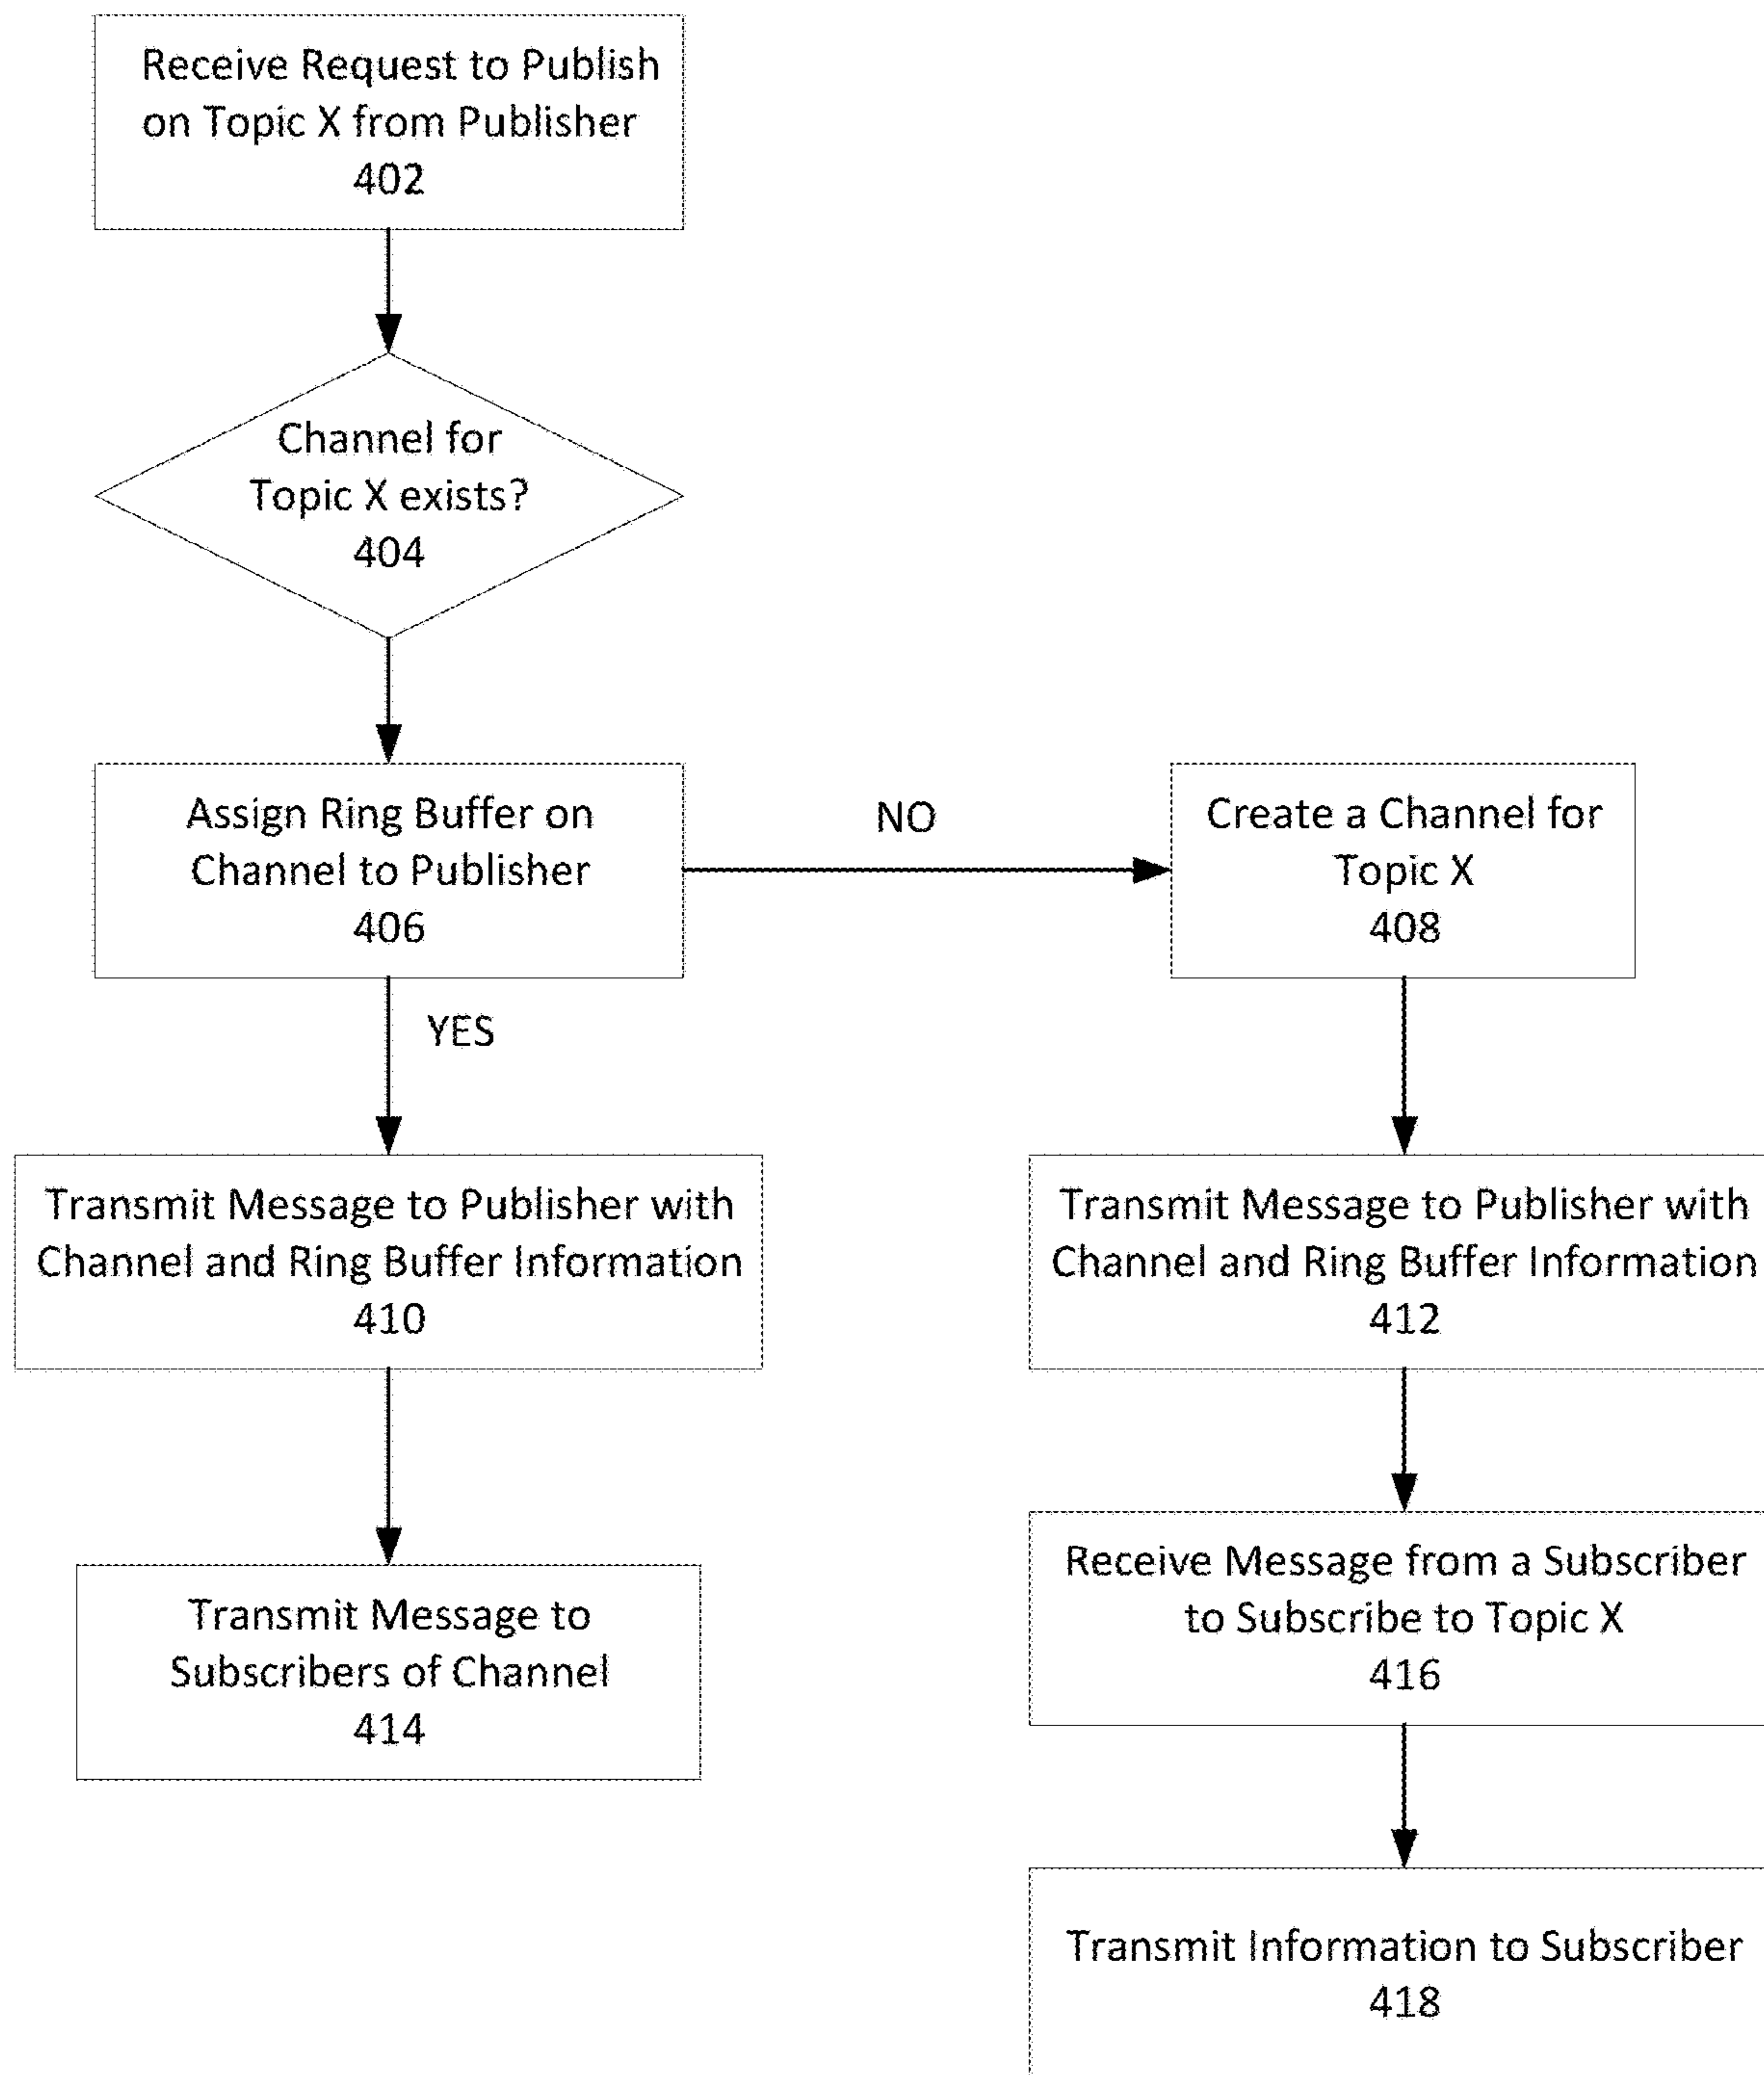 Receive Request to Publish
on Topic X from Publisher
402
Channel for
Topic X exists?
404
Assign Ring Buffer on
Channel to Publisher
406
NO
Create a Channel for
Topic X
408
YES
Transmit Message to Publisher with
Channel and Ring Buffer Information
410
Transmit Message to Publisher with
Channel and Ring Buffer Information
412
Transmit Message to
Subscribers of Channel
414
Receive Message from a Subscriber
to Subscribe to Topic X
416
Transmit Information to Subscriber
418